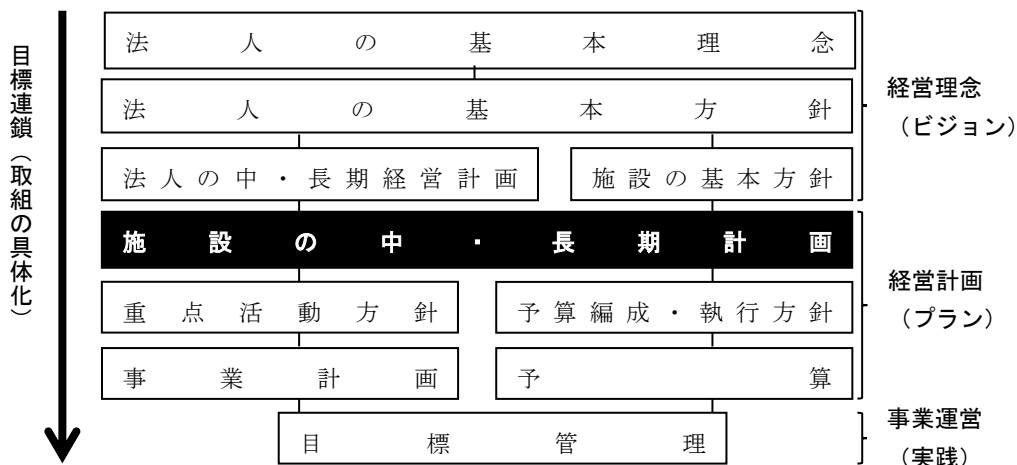 目標連鎖（取組の具体化）
法人の基本理念
法人の基本方針
法人の中・長期経営計画
施設の基本方針
経営理念
（ビジョン）
施設の中・長期計画
重点活動方針
予算編成・執行方針
事業計画
予算
経営計画
（プラン）
目標管理
事業運営
（実践）